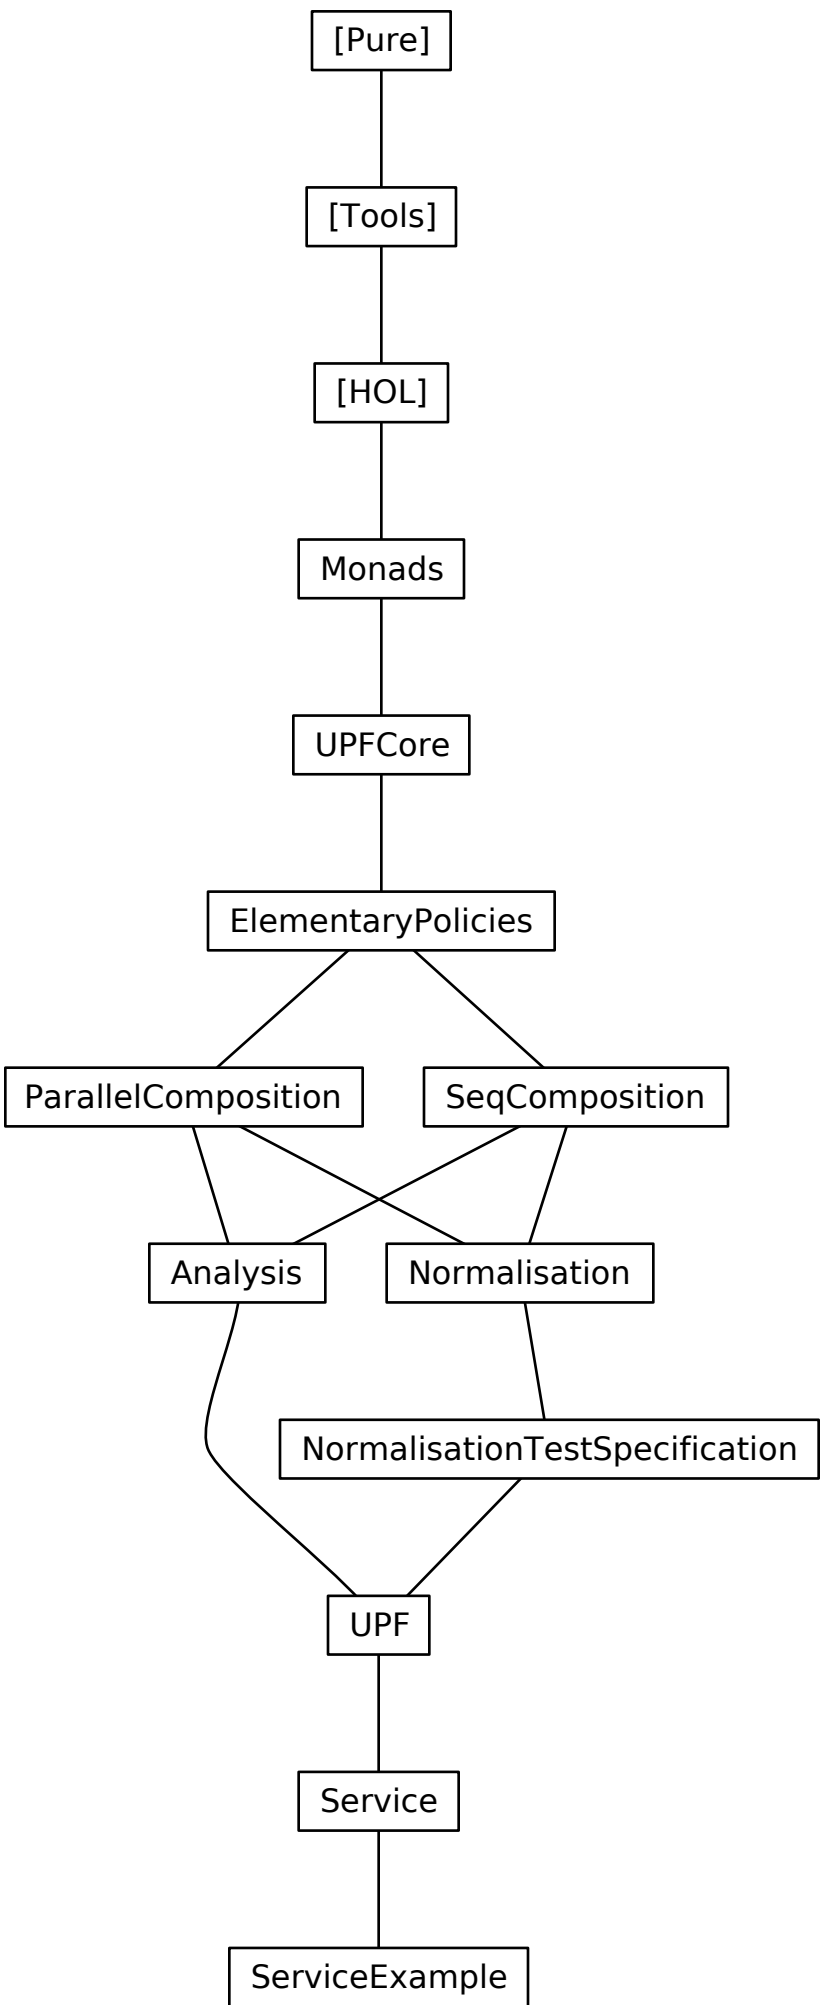 [Pure]
[Tools]
[HOL]
Monads
UPFCore
ElementaryPolicies
ParallelComposition
SeqComposition
Analysis
Normalisation
NormalisationTestSpecification
UPF
Service
ServiceExample